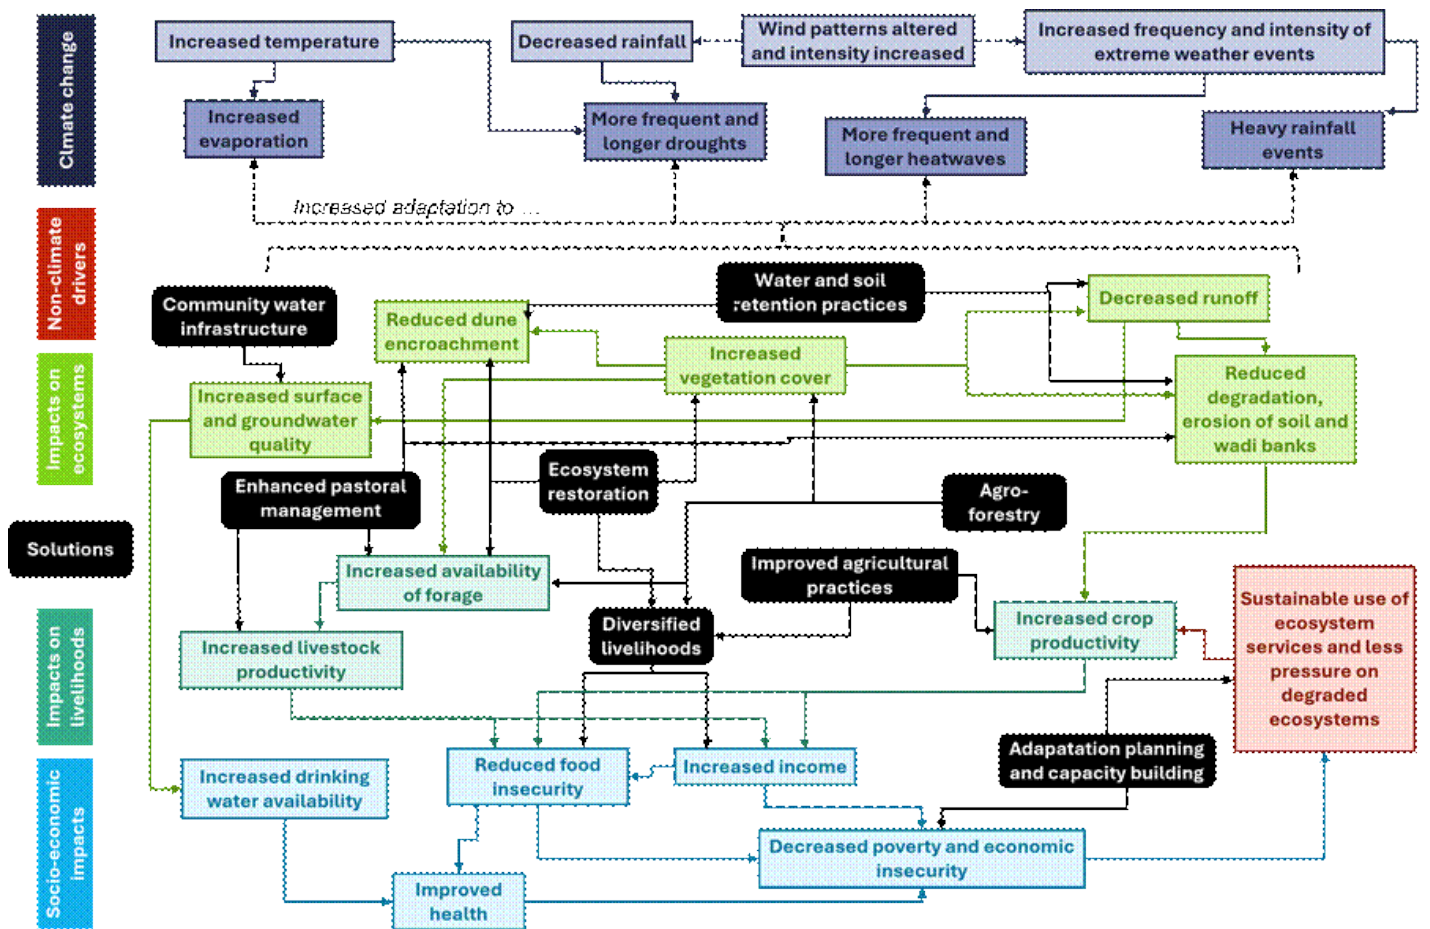 Climate change
Increased temperature
Decreased rainfall
Wind patterns altered
and intensity increased
Increased frequency and intensity of
extreme weather events
Increased
evaporation
More frequent and
longer droughts
More frequent and
longer heatwaves
Heavy rainfall
events
Increased adaptation to ...
Non-climate
drivers
Community water
infrastructure
Reduced dune
encroachment
Water and soil
retention practices
Decreased runoff
Impacts on
ecosystems
Increased
vegetation cover
Increased surface
and groundwater
quality
Reduced
degradation,
erosion of soil and
wadi banks
Enhanced pastoral
management
Ecosystem
restoration
Agro-
forestry
Solutions
Increased availability
of forage
Improved agricultural
practices
Impacts on
livelihoods
Increased livestock
productivity
Diversified
livelihoods
Increased crop
productivity
Sustainable use of
ecosystem
services and less
pressure on
degraded
ecosystems
Adapatation planning
and capacity building
Socio-economic
impacts
Increased drinking
water availability
Reduced food
insecurity
Increased income
Decreased poverty and economic
insecurity
Improved
health